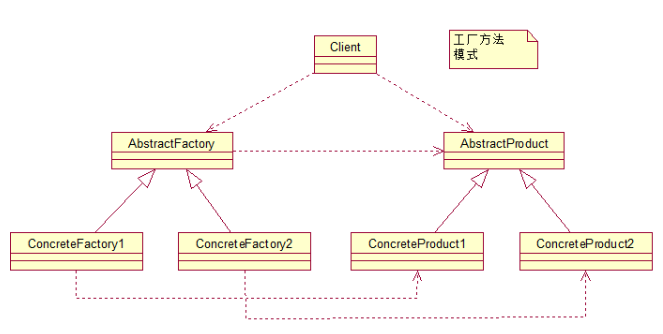 Client
工厂方法
模式
AbstractFactory
AbstractProduct
ConcreteFactory1
ConcreteFactory2
ConcreteProduct1
ConcreteProduct2